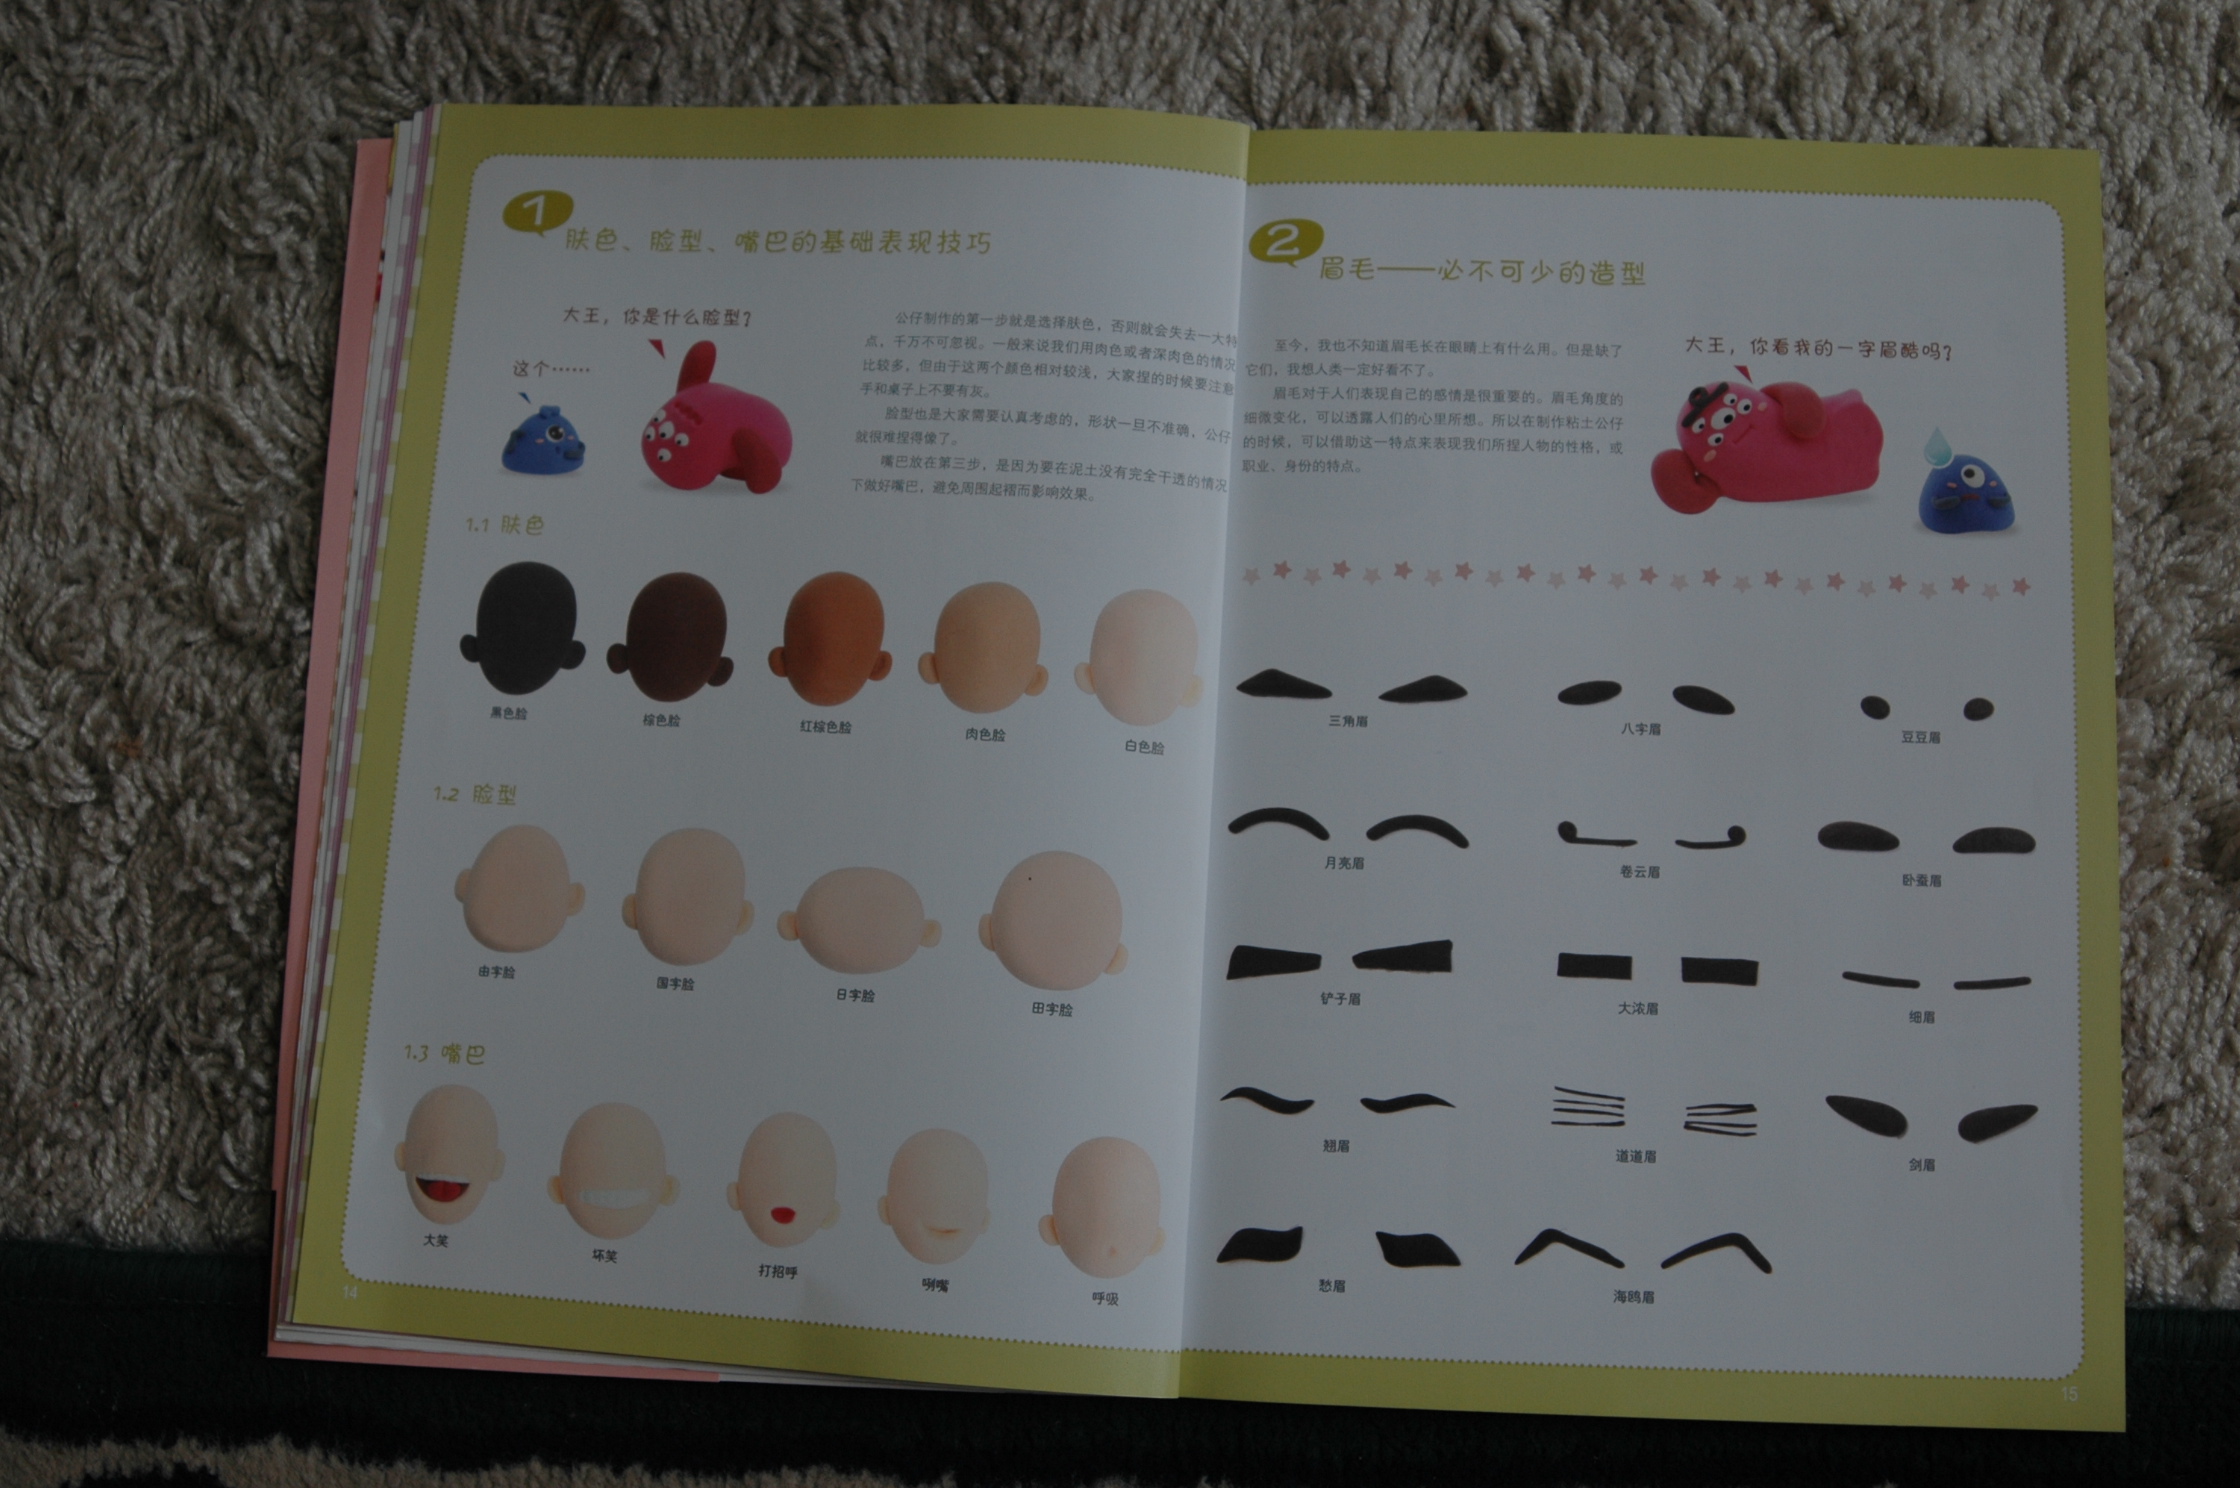 1
肤色、脸型、嘴巴的基础表现技巧
大王，你是什么脸型？
这个……
公仔制作的第一步就是选择肤色，否则就会失去一大特
点，千万不可忽视。一般来说我们用肉色或者深肉色的情况
比较多，但由于这两个颜色相对较浅，大家捏的时候要注意
手和桌子上不要有灰。
脸型也是大家需要认真考虑的，形状一旦不准确，公仔
就很难捏得像了。
嘴巴放在第三步，是因为要在泥土没有完全干透的情况
下做好嘴巴，避免周围起褶而影响效果。
1.1 肤色
黑色脸
棕色脸
红棕色脸
肉色脸
白色脸
1.2 脸型
由字脸
国字脸
日字脸
田字脸
1.3 嘴巴
大笑
坏笑
打招呼
咧嘴
呼吸
14
2
眉毛——必不可少的造型
至今，我也不知道眉毛长在眼睛上有什么用。但是缺了
它们，我想人类一定好看不了。
眉毛对于人们表现自己的感情是很重要的。眉毛角度的
细微变化，可以透露人们的心里所想。所以在制作粘土公仔
的时候，可以借助这一特点来表现我们所捏人物的性格，或
职业、身份的特点。
大王，你看我的一字眉酷吗？
三角眉
八字眉
豆豆眉
月亮眉
卷云眉
卧蚕眉
铲子眉
大浓眉
细眉
翘眉
道道眉
剑眉
愁眉
海鸥眉
15